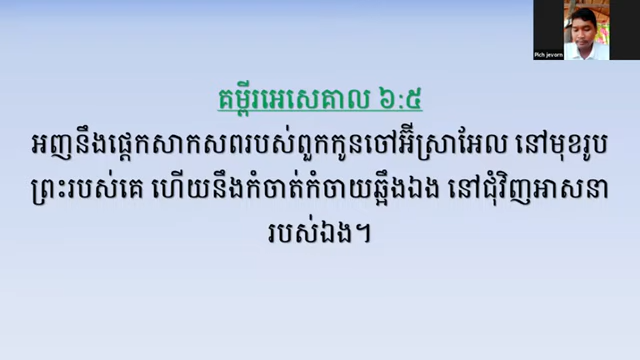 Pich jevorn
គម្ពីរអេសេគាល ៦:៥
អញនឹងផ្ដេកសាកសពរបស់ពួកកូនចៅអ៊ីស្រាអែល នៅមុខរូប
ព្រះរបស់គេ ហើយនឹងកំចាត់កំចាយឆ្អឹងឯង នៅជុំវិញអាសនា
របស់ឯង។